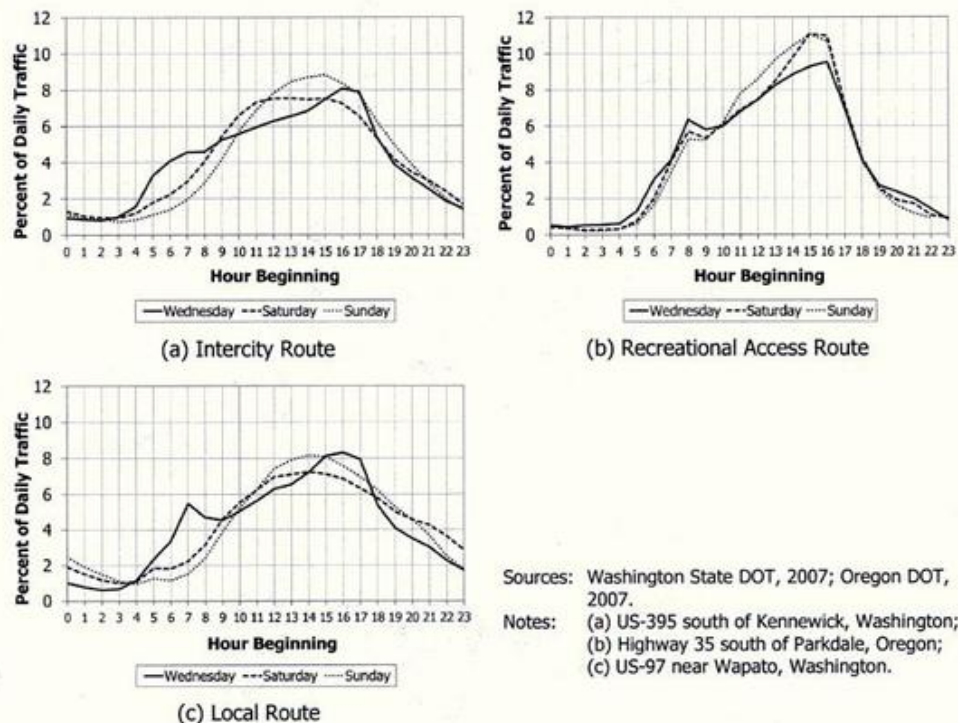 Percent of Daily Traffic
12
10
8
6
4
2
0
0 1 2 3 4 5 6 7 8 9 10 11 12 13 14 15 16 17 18 19 20 21 22 23
Hour Beginning
Wednesday Saturday Sunday
(a) Intercity Route
Percent of Daily Traffic
12
10
8
6
4
2
0
0 1 2 3 4 5 6 7 8 9 10 11 12 13 14 15 16 17 18 19 20 21 22 23
Hour Beginning
Wednesday Saturday Sunday
(b) Recreational Access Route
Percent of Daily Traffic
12
10
8
6
4
2
0
0 1 2 3 4 5 6 7 8 9 10 11 12 13 14 15 16 17 18 19 20 21 22 23
Hour Beginning
Wednesday Saturday Sunday
(c) Local Route
Sources: Washington State DOT, 2007; Oregon DOT,
2007.
Notes: (a) US-395 south of Kennewick, Washington;
(b) Highway 35 south of Parkdale, Oregon;
(c) US-97 near Wapato, Washington.